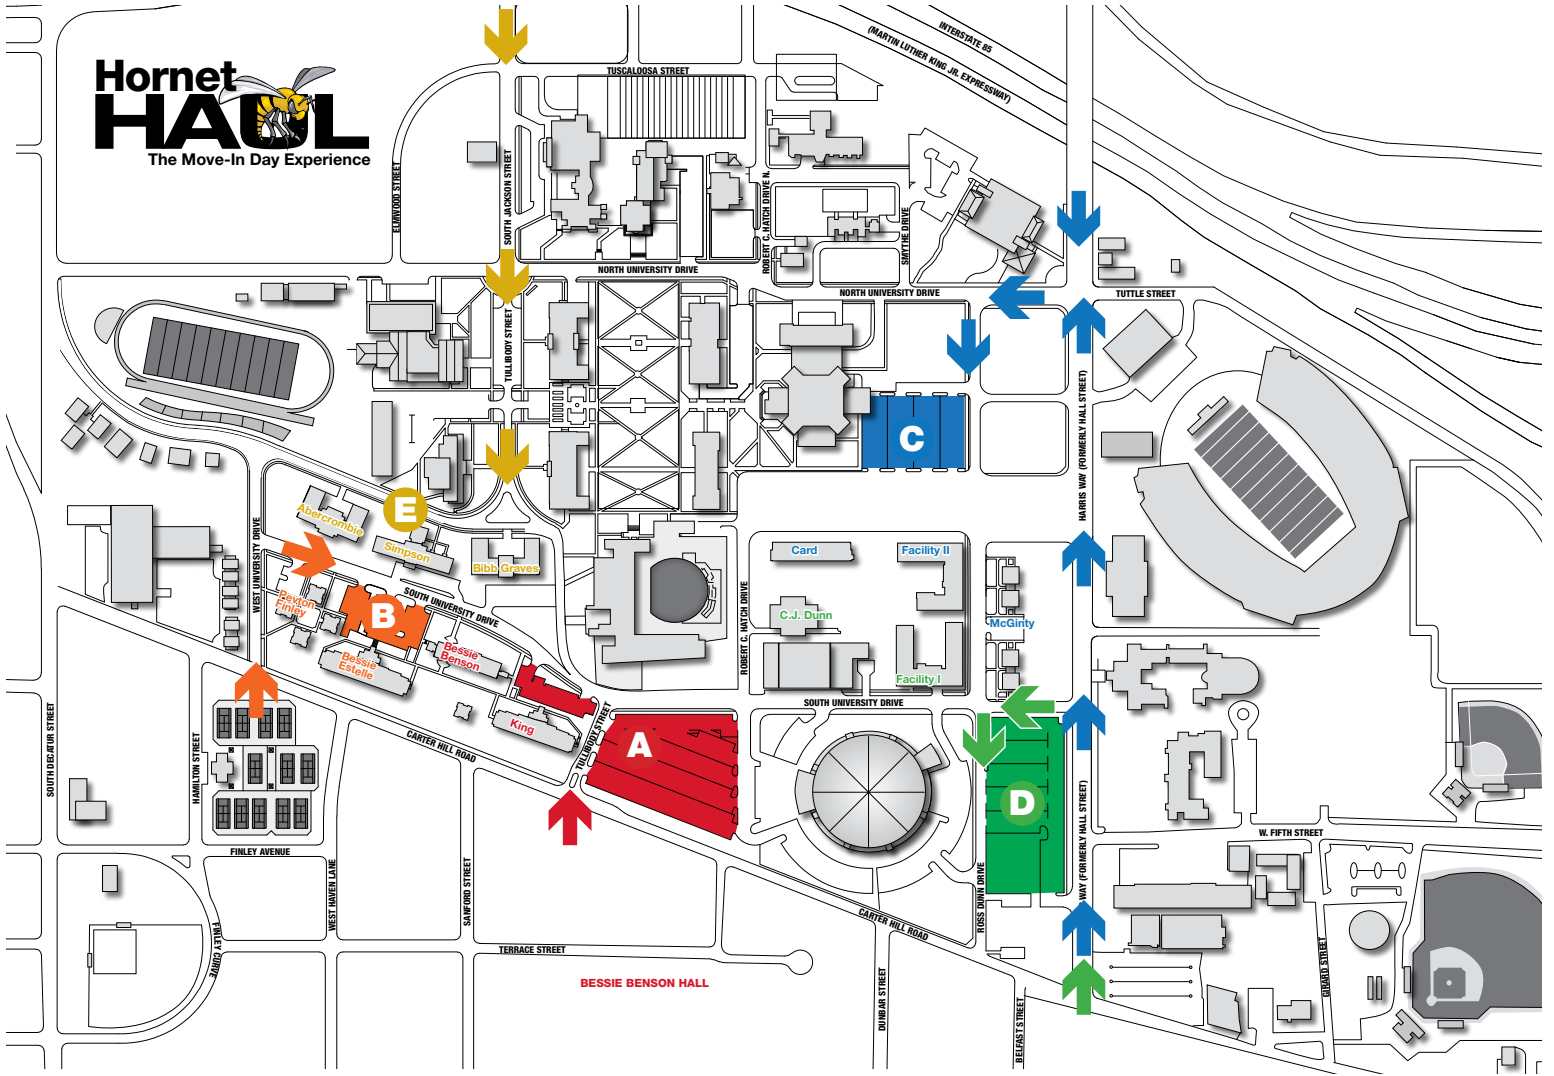 Hornet
HAUL
The Move-In Day Experience
INTERSTATE 85
(MARTIN LUTHER KING JR. EXPRESSWAY)
TUSCALOOSA STREET
ELMWOOD STREET
SOUTH JACKSON STREET
ROBERT C. HATCH DRIVE N.
SMYTHE DRIVE
NORTH UNIVERSITY DRIVE
NORTH UNIVERSITY DRIVE
TUTTLE STREET
TULLIBODY STREET
HARRIS WAY (FORMERLY HALL STREET)
C
E
Abercrombie
Simpson
Bibb Graves
WEST UNIVERSITY DRIVE
Card
Facility II
Peyton
Finley
B
SOUTH UNIVERSITY DRIVE
C.J. Dunn
McGinty
ROBERT C. HATCH DRIVE
Bessie
Estelle
Bessie
Benson
Facility I
SOUTH UNIVERSITY DRIVE
King
TULLIBODY STREET
A
D
SOUTH DECATUR STREET
HAMILTON STREET
CARTER HILL ROAD
WAY (FORMERLY HALL STREET)
W. FIFTH STREET
FINLEY AVENUE
WEST HAVEN LANE
SANFORD STREET
ROSS DUNN DRIVE
CARTER HILL ROAD
FINLEY CURVE
TERRACE STREET
GIRARD STREET
BESSIE BENSON HALL
DUNBAR STREET
BELFAST STREET